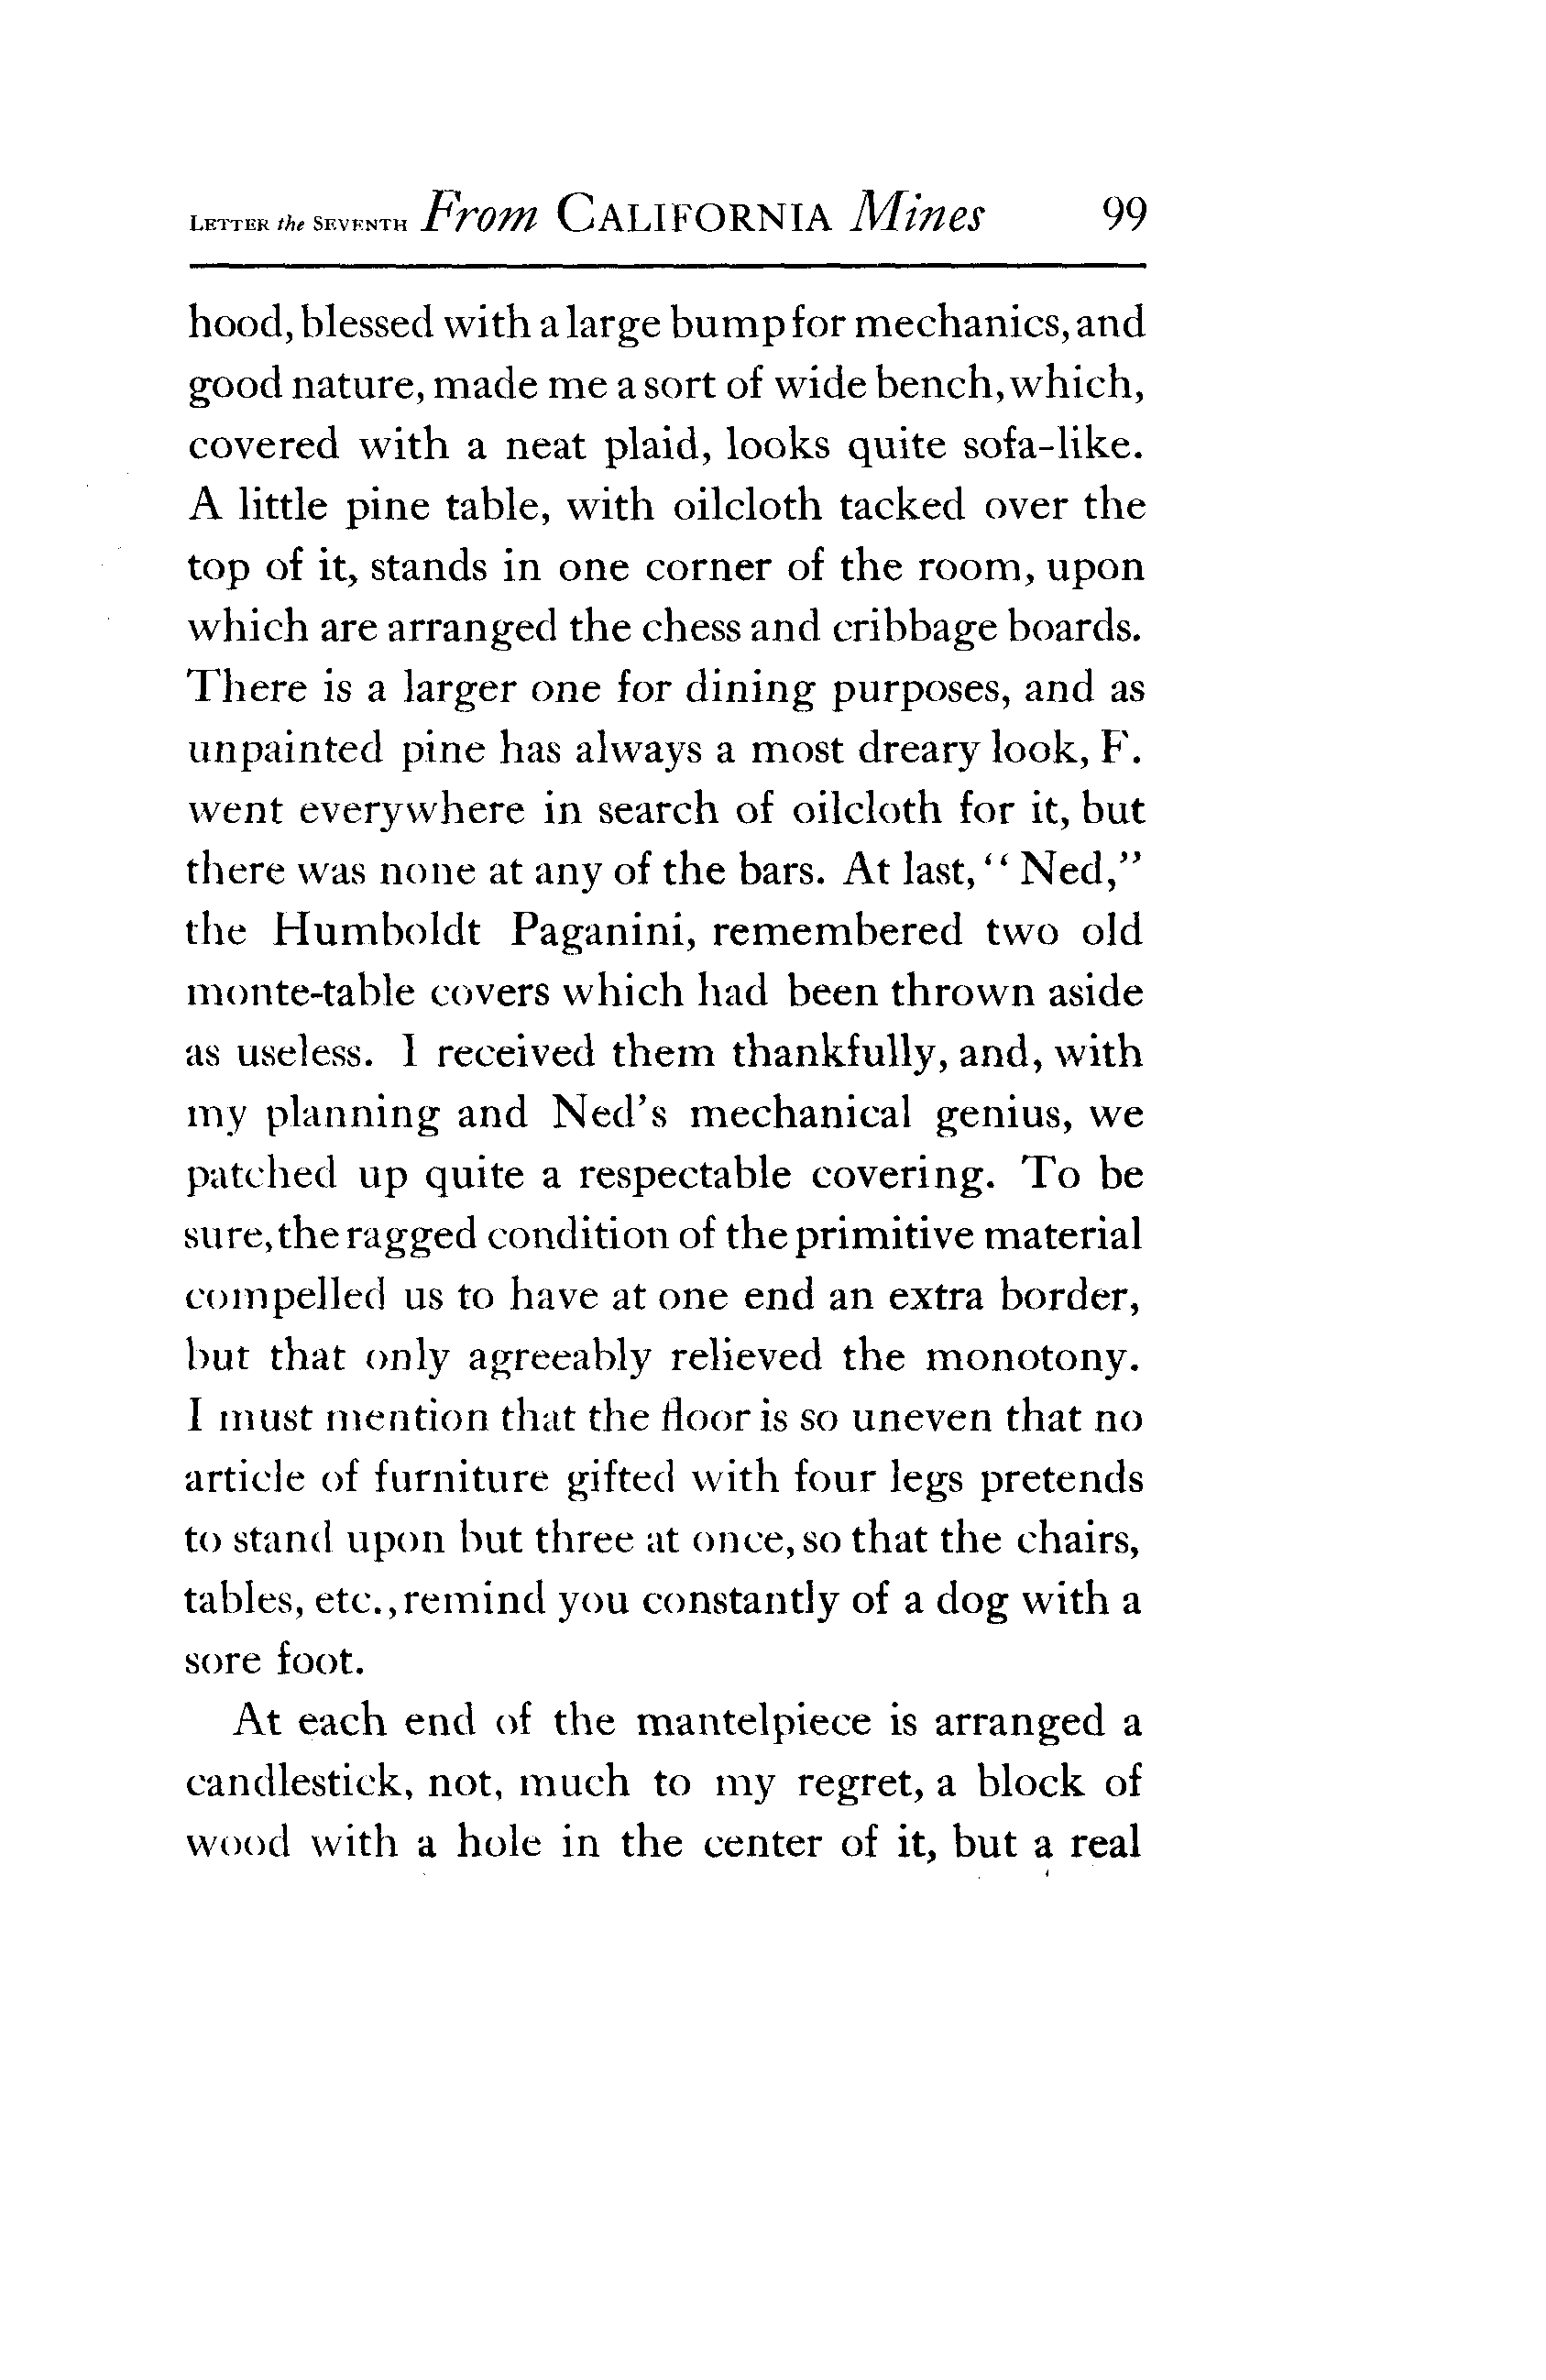 LETTER the SEVENTH From CALIFORNIA Mines 99
hood, blessed with a large bump for mechanics, and
good nature, made me a sort of wide bench, which,
covered with a neat plaid, looks quite sofa-like.
A little pine table, with oilcloth tacked over the
top of it, stands in one corner of the room, upon
which are arranged the chess and cribbage boards.
There is a larger one for dining purposes, and as
unpainted pine has always a most dreary look, F.
went everywhere in search of oilcloth for it, but
there was none at any of the bars. At last, “Ned,”
the Humboldt Paganini, remembered two old
monte-table covers which had been thrown aside
as useless. I received them thankfully, and, with
my planning and Ned’s mechanical genius, we
patched up quite a respectable covering. To be
sure, the ragged condition of the primitive material
compelled us to have at one end an extra border,
but that only agreeably relieved the monotony.
I must mention that the floor is so uneven that no
article of furniture gifted with four legs pretends
to stand upon but three at once, so that the chairs,
tables, etc., remind you constantly of a dog with a
sore foot.
At each end of the mantelpiece is arranged a
candlestick, not, much to my regret, a block of
wood with a hole in the center of it, but a real